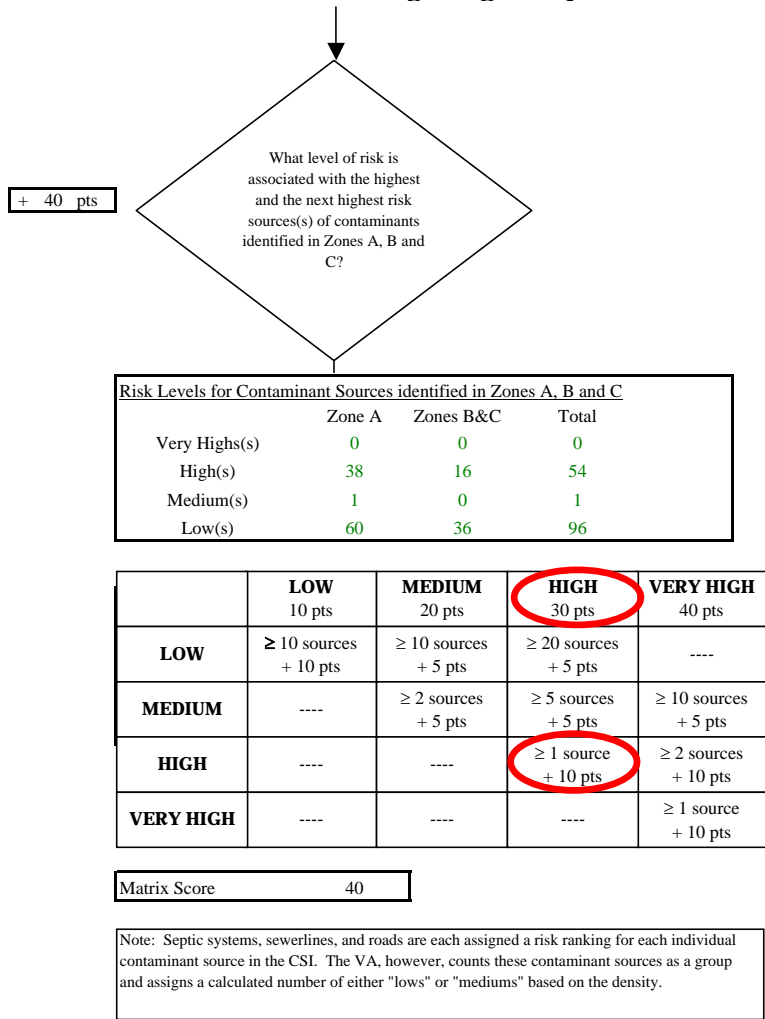 What level of risk is
associated with the highest
and the next highest risk
sources(s) of contaminants
identified in Zones A, B and
C?
+ 40 pts
Risk Levels for Contaminant Sources identified in Zones A, B and C
Zone A Zones B&C Total
Very Highs(s) 0 0 0
High(s) 38 16 54
Medium(s) 1 0 1
Low(s) 60 36 96
LOW MEDIUM HIGH VERY HIGH
10 pts 20 pts 30 pts 40 pts
LOW ≥ 10 sources + 10 pts ≥ 10 sources + 5 pts ≥ 20 sources + 5 pts ----
MEDIUM ---- ≥ 2 sources + 5 pts ≥ 5 sources + 5 pts ≥ 10 sources + 5 pts
HIGH ---- ---- ≥ 1 source + 10 pts ≥ 2 sources + 10 pts
VERY HIGH ---- ---- ---- ≥ 1 source + 10 pts
Matrix Score 40
Note: Septic systems, sewerlines, and roads are each assigned a risk ranking for each individual
contaminant source in the CSI. The VA, however, counts these contaminant sources as a group
and assigns a calculated number of either "lows" or "mediums" based on the density.